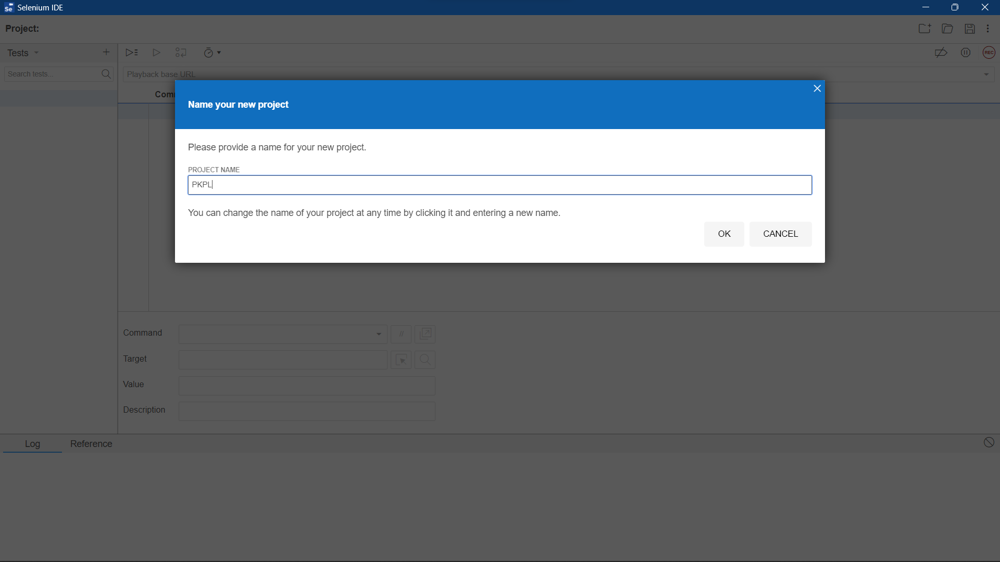 Selenium IDE
Project:
Tests
Search tests...
REC
Playback base URL
Name your new project
Please provide a name for your new project.
PROJECT NAME
PKPL
You can change the name of your project at any time by clicking it and entering a new name.
OK CANCEL
Command
//
Target
Value
Description
Log Reference